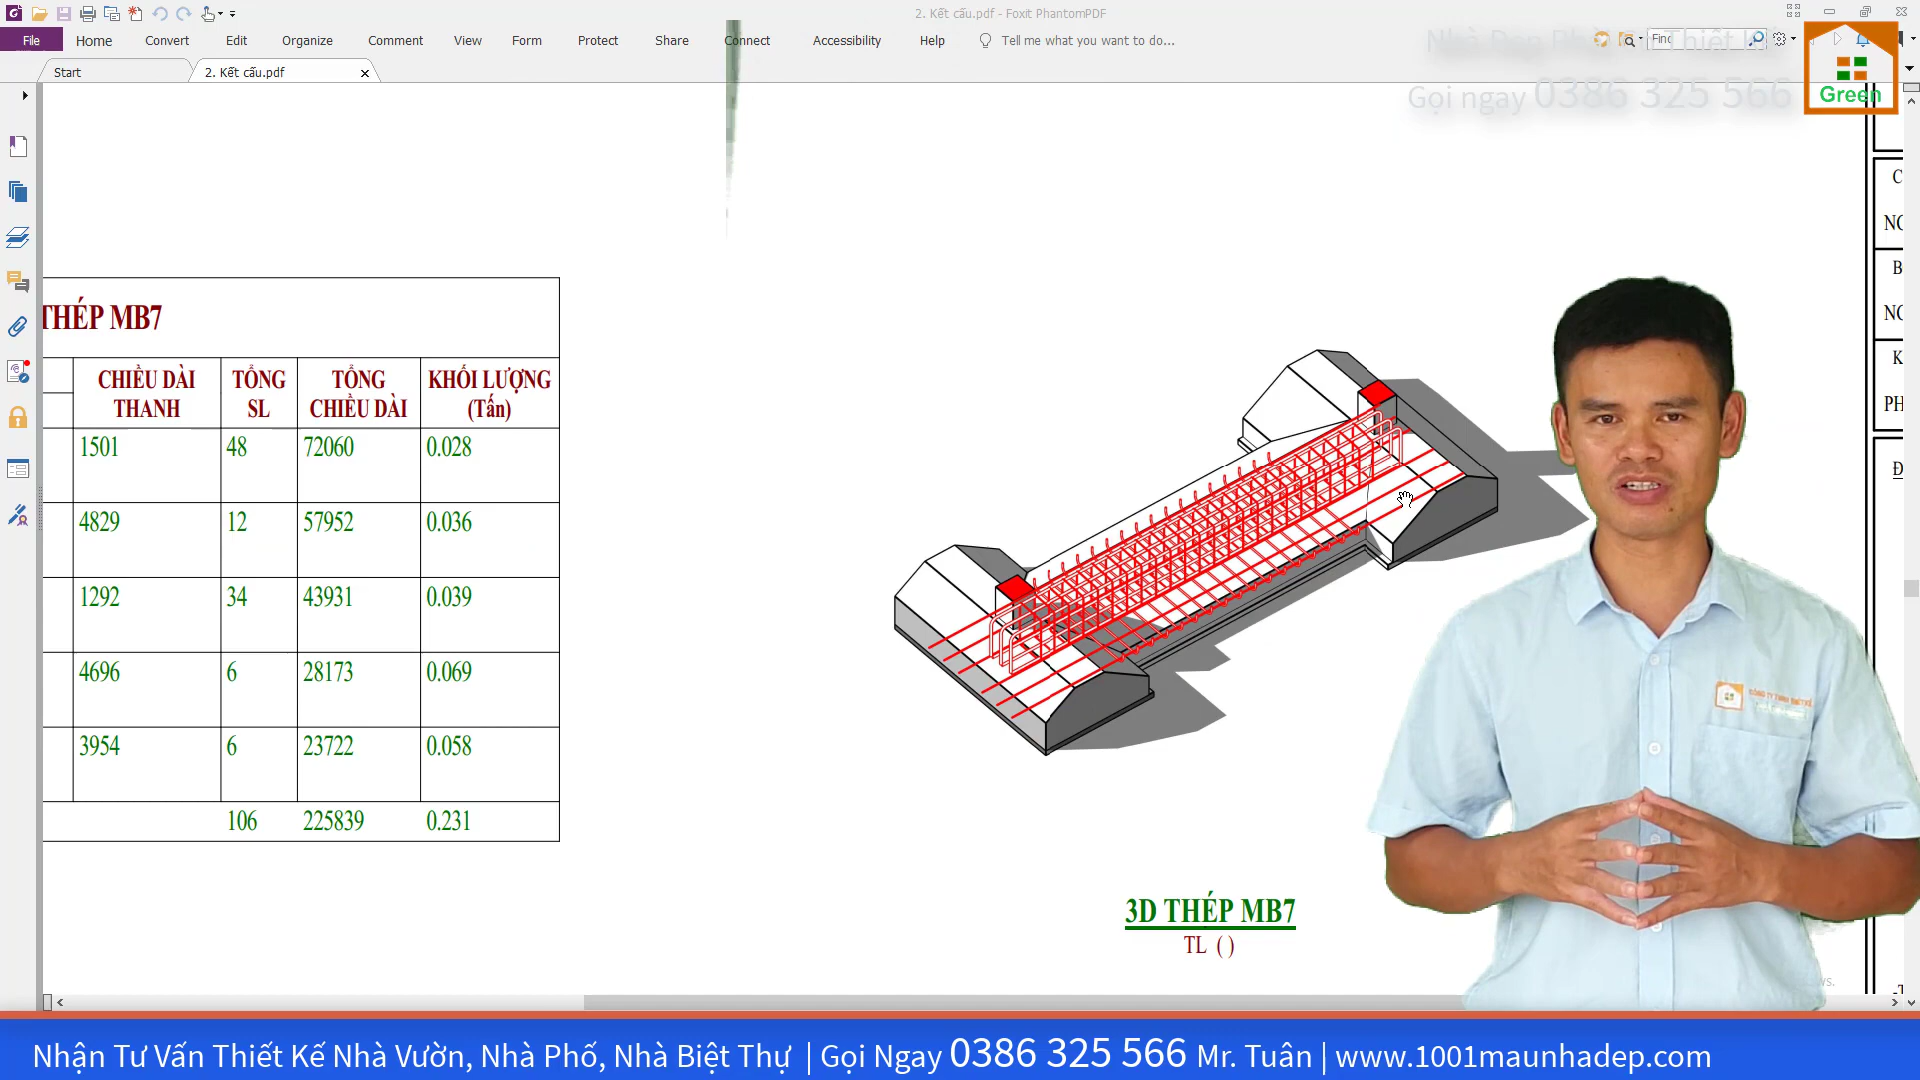 2. Kết cấu.pdf - Foxit PhantomPDF
File Home Convert Edit Organize Comment View Form Protect Share Connect Accessibility Help Tell me what you want to do... Find
Start 2. Kết cấu.pdf
Gọi ngay 0386 325 566
Green
THÉP MB7
CHIỀU DÀI THANH TỔNG SL TỔNG CHIỀU DÀI KHỐI LƯỢNG (Tấn)
1501 48 72060 0.028
4829 12 57952 0.036
1292 34 43931 0.039
4696 6 28173 0.069
3954 6 23722 0.058
106 225839 0.231
3D THÉP MB7
TL ( )
C
NG
B
NG
K
PH
Đ
Nhận Tư Vấn Thiết Kế Nhà Vườn, Nhà Phố, Nhà Biệt Thự | Gọi Ngay 0386 325 566 Mr. Tuân | www.1001maunhadep.com